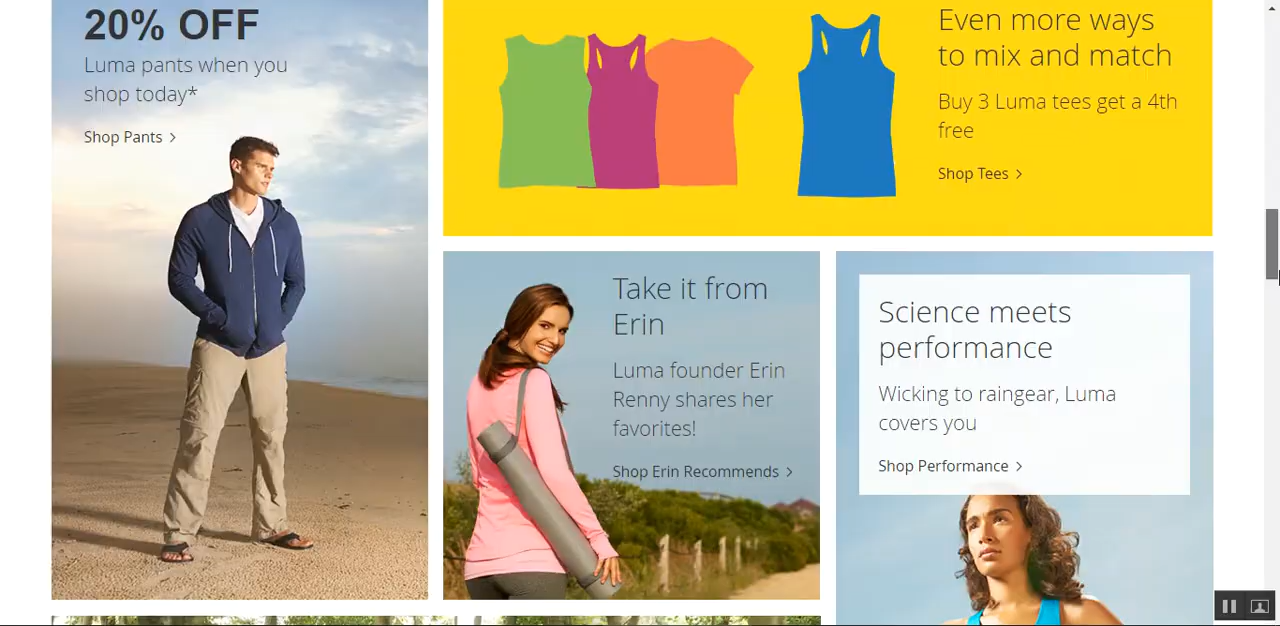 20% OFF
Luma pants when you
shop today*
Shop Pants >
Even more ways
to mix and match
Buy 3 Luma tees get a 4th
free
Shop Tees >
Take it from
Erin
Luma founder Erin
Renny shares her
favorites!
Shop Erin Recommends >
Science meets
performance
Wicking to raingear, Luma
covers you
Shop Performance >